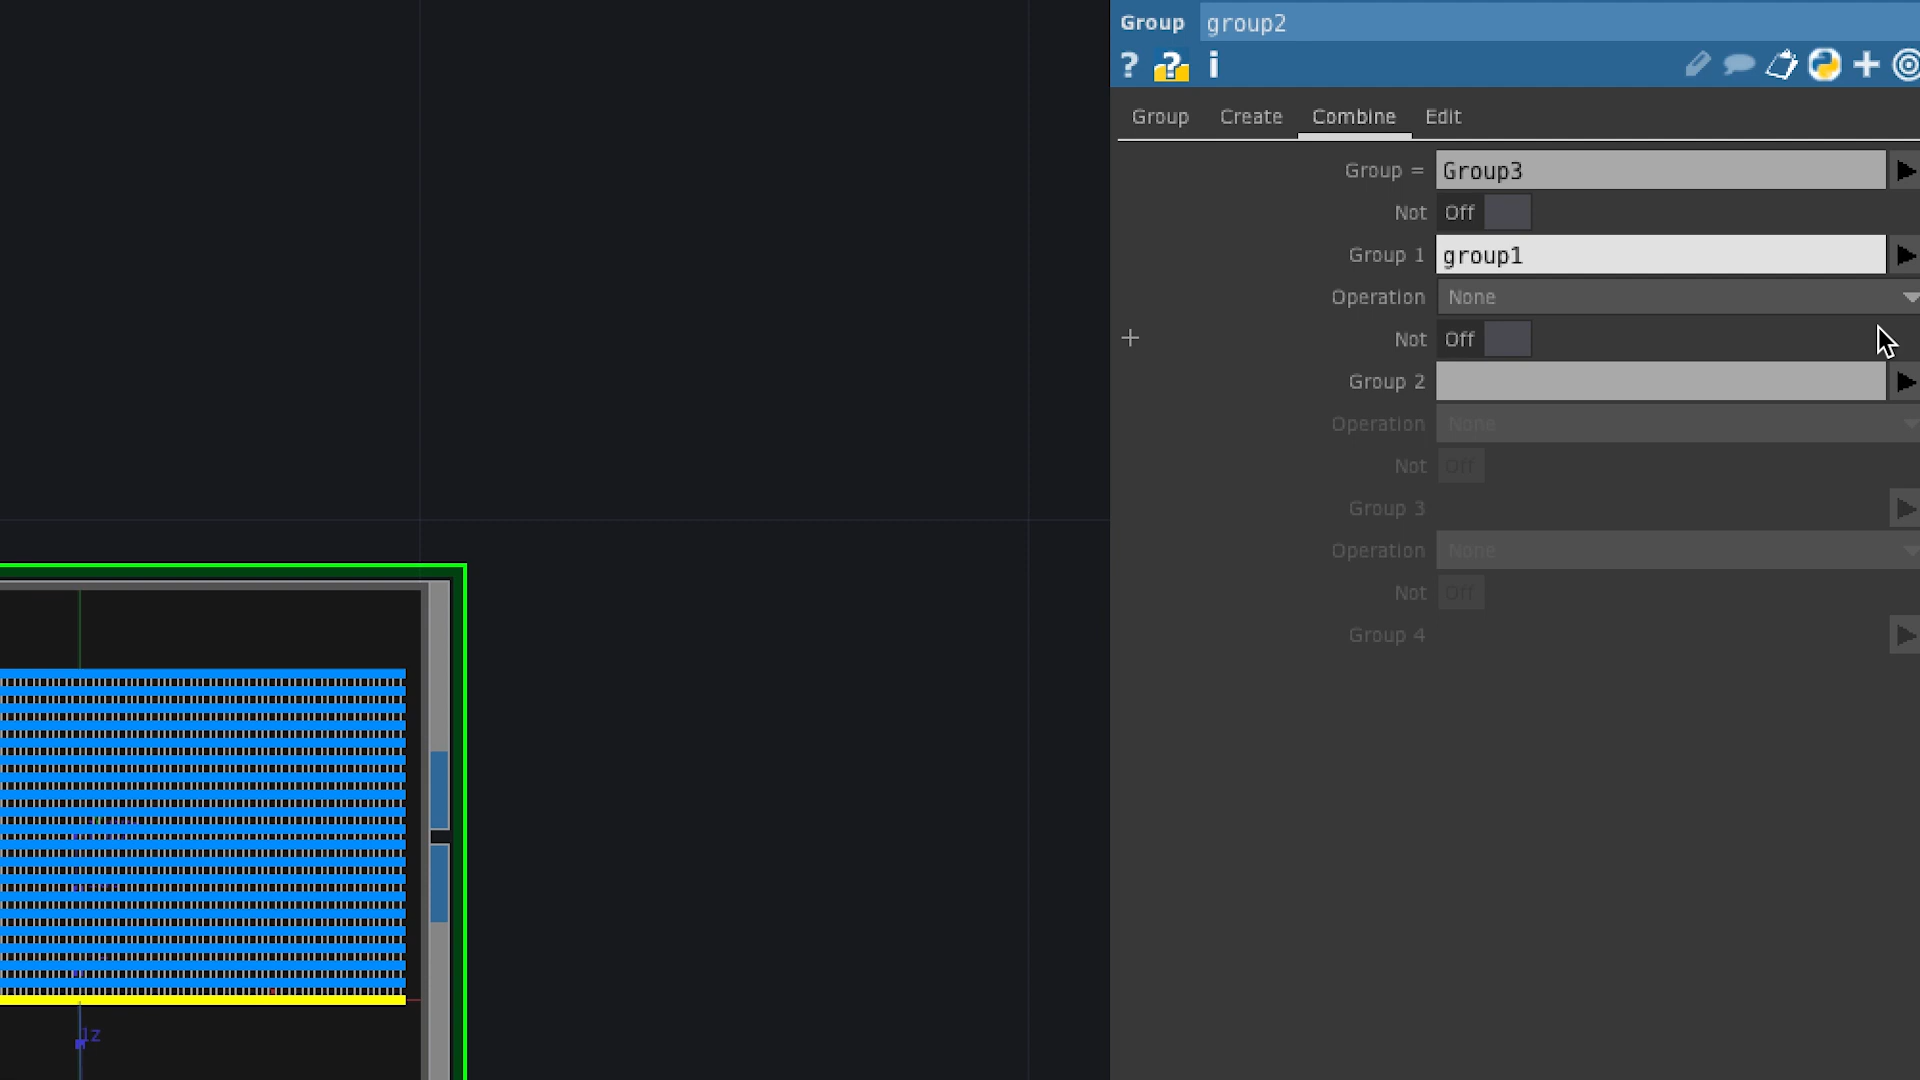 Group group2
Group Create Combine Edit
Group = Group3
Not Off
Group 1 group1
Operation None
Not Off
Group 2
Operation None
Not Off
Group 3
Operation None
Not Off
Group 4
1z